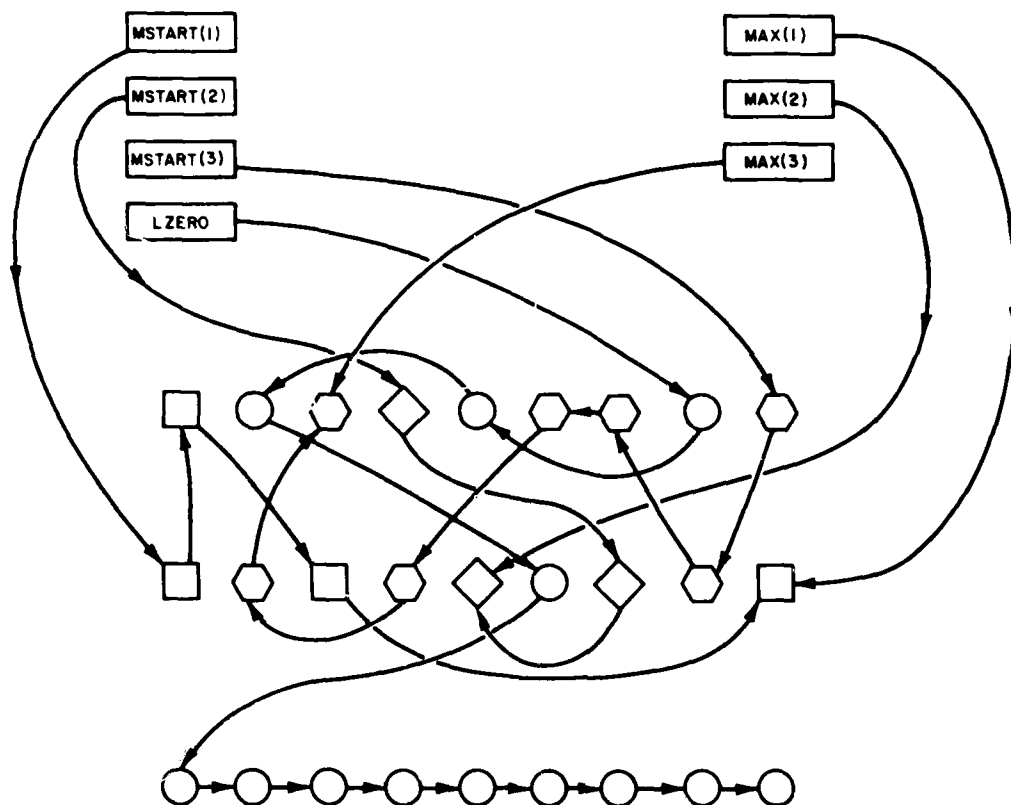 MSTART(1)
MAX(1)
MSTART(2)
MAX(2)
MSTART(3)
MAX(3)
LZERO